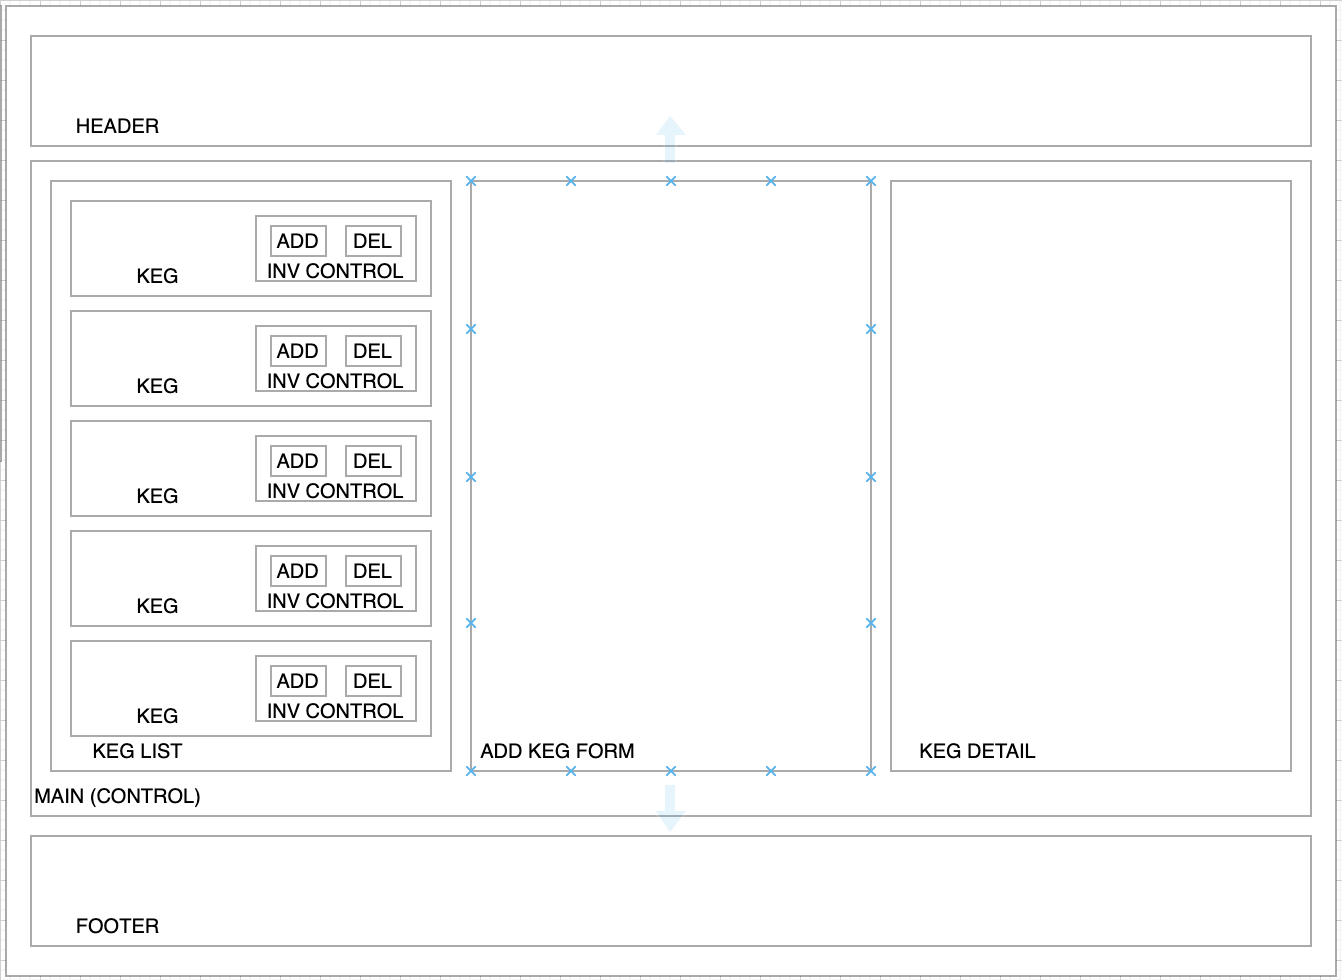 HEADER
ADD DEL
INV CONTROL
KEG
ADD DEL
INV CONTROL
KEG
ADD DEL
INV CONTROL
KEG
ADD DEL
INV CONTROL
KEG
ADD DEL
INV CONTROL
KEG
KEG LIST
ADD KEG FORM
KEG DETAIL
MAIN (CONTROL)
FOOTER